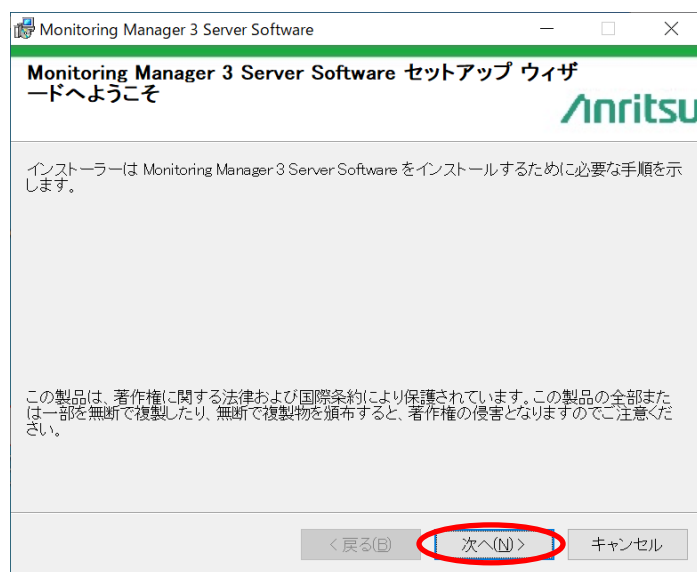 Monitoring Manager 3 Server Software
Monitoring Manager 3 Server Software セットアップ ウィザ
ードへようこそ
Anritsu
インストーラーは Monitoring Manager 3 Server Software をインストールするために必要な手順を示
します。
この製品は、著作権に関する法律および国際条約により保護されています。この製品の全部また
は一部を無断で複製したり、無断で複製物を頒布すると、著作権の侵害となりますのでご注意くだ
さい。
< 戻る(B) 次へ(N) > キャンセル